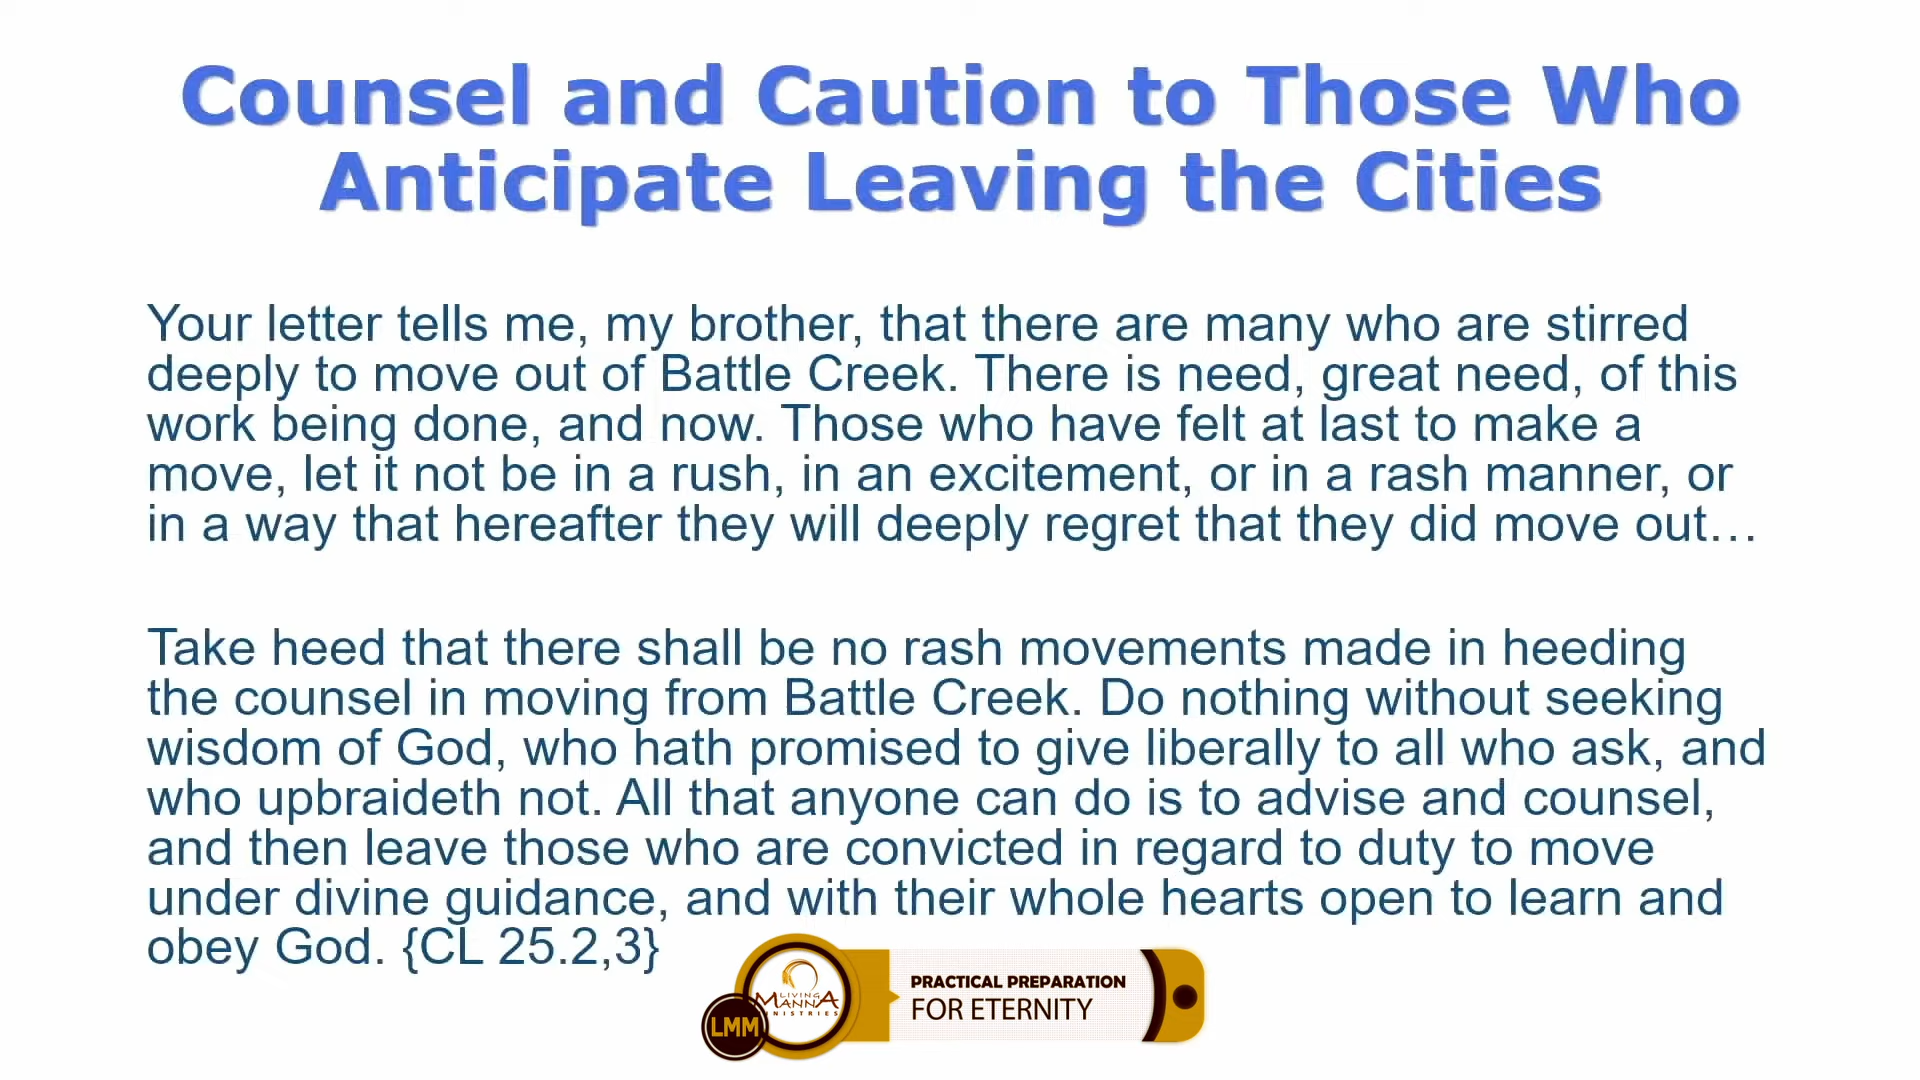 Counsel and Caution to Those Who
Anticipate Leaving the Cities
Your letter tells me, my brother, that there are many who are stirred
deeply to move out of Battle Creek. There is need, great need, of this
work being done, and now. Those who have felt at last to make a
move, let it not be in a rush, in an excitement, or in a rash manner, or
in a way that hereafter they will deeply regret that they did move out…
Take heed that there shall be no rash movements made in heeding
the counsel in moving from Battle Creek. Do nothing without seeking
wisdom of God, who hath promised to give liberally to all who ask, and
who upbraideth not. All that anyone can do is to advise and counsel,
and then leave those who are convicted in regard to duty to move
under divine guidance, and with their whole hearts open to learn and
obey God. {CL 25.2,3}
LIVING
MANNA
INISTRIES
LMM
PRACTICAL PREPARATION
FOR ETERNITY